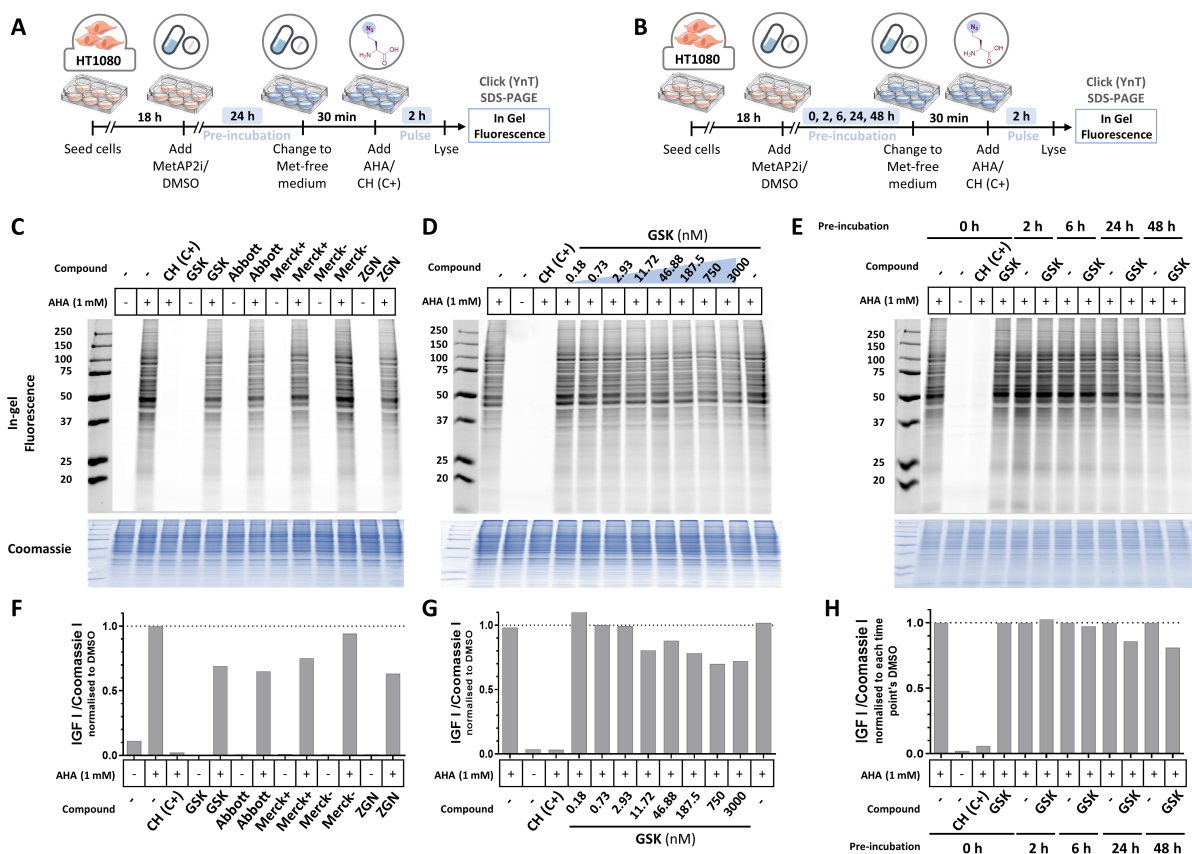 A
HT1080
N₃
H₂N
OH
O
Click (YnT)
SDS-PAGE
In Gel
Fluorescence
18 h
24 h
30 min
2 h
Pre-incubation
Pulse
Seed cells
Add
MetAP2i/
DMSO
Change to
Met-free
medium
Add
AHA/
CH (C+)
Lyse
B
HT1080
N₃
H₂N
OH
O
Click (YnT)
SDS-PAGE
In Gel
Fluorescence
18 h
0, 2, 6, 24, 48 h
30 min
2 h
Pre-incubation
Pulse
Seed cells
Add
MetAP2i/
DMSO
Change to
Met-free
medium
Add
AHA/
CH (C+)
Lyse
C
Compound - - CH (C+) GSK GSK Abbott Abbott Merck+ Merck+ Merck- Merck- ZGN ZGN
AHA (1 mM) - + + - + - + - + - + - +
250
150
100
75
50
37
25
20
In-gel
Fluorescence
Coomassie
D
GSK (nM)
Compound - - CH (C+) 0.18 0.73 2.93 11.72 46.88 187.5 750 3000 -
AHA (1 mM) + - + + + + + + + + + +
250
150
100
75
50
37
25
20
E
Pre-incubation 0 h 2 h 6 h 24 h 48 h
Compound - - CH (C+) GSK - GSK - GSK - GSK - GSK
AHA (1 mM) + - + + + + + + + + + +
250
150
100
75
50
37
25
20
F
IGF I /Coomassie I
normalised to DMSO
1.0
0.5
0.0
AHA (1 mM) - + + - + - + - + - + - +
Compound - - CH (C+) GSK GSK Abbott Abbott Merck+ Merck+ Merck- Merck- ZGN ZGN
G
IGF I /Coomassie I
normalised to DMSO
1.0
0.5
0.0
AHA (1 mM) + - + + + + + + + + + +
Compound - - CH (C+) 0.18 0.73 2.93 11.72 46.88 187.5 750 3000 -
GSK (nM)
H
IGF I /Coomassie I
normalised to each time
point's DMSO
1.0
0.5
0.0
AHA (1 mM) + - + + + + + + + + + +
Compound - - CH (C+) GSK - GSK - GSK - GSK - GSK
Pre-incubation 0 h 2 h 6 h 24 h 48 h